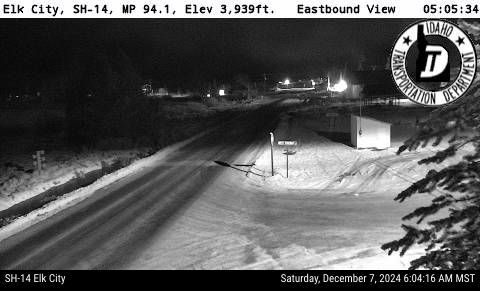 Elk City, SH-14, MP 94.1, Elev 3,939ft. Eastbound View 05:05:34
IDAHO
TRANSPORTATION DEPARTMENT
SH-14 Elk City Saturday, December 7, 2024 6:04:16 AM MST